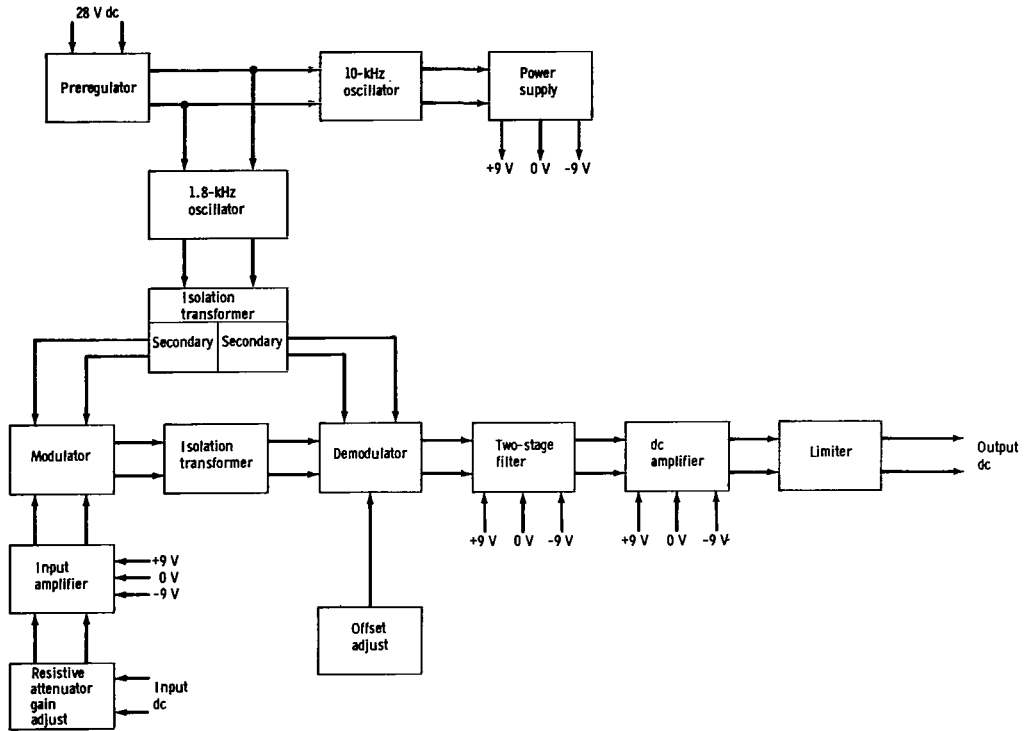 28 V dc
Preregulator
10-kHz
oscillator
Power
supply
+9 V 0 V -9 V
1.8-kHz
oscillator
Isolation
transformer
Secondary Secondary
Modulator
Isolation
transformer
Demodulator
Two-stage
filter
dc
amplifier
Limiter
Output
dc
+9 V 0 V -9 V
+9 V 0 V -9 V
Input
amplifier
+9 V
0 V
-9 V
Offset
adjust
Resistive
attenuator
gain
adjust
Input
dc